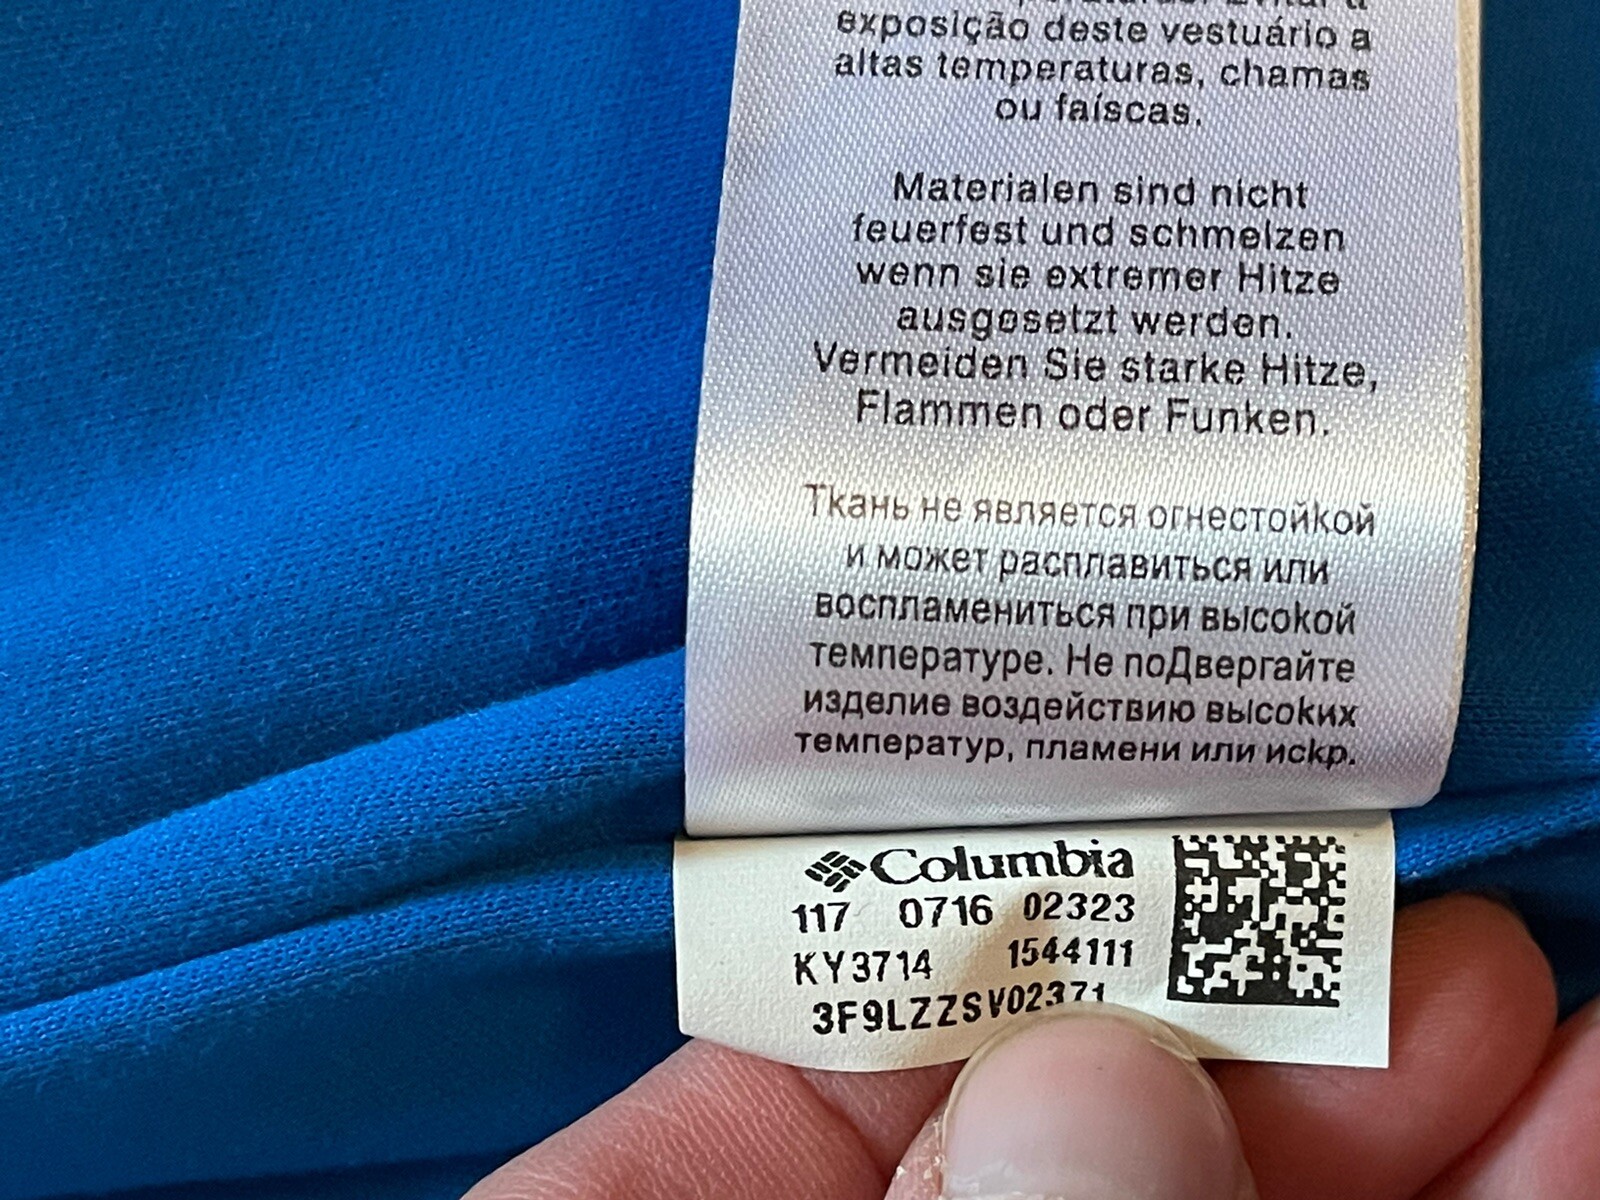 exposição deste vestuário a
altas temperaturas, chamas
ou faíscas.
Materialen sind nicht
feuerfest und schmelzen
wenn sie extremer Hitze
ausgesetzt werden.
Vermeiden Sie starke Hitze,
Flammen oder Funken.
Ткань не является огнестойкой
и может расплавиться или
воспламениться при высокой
температуре. Не подвергайте
изделие воздействию высоких
температур, пламени или искр.
Columbia
117 0716 02323
KY3714 1544111
3F9LZZSV02371